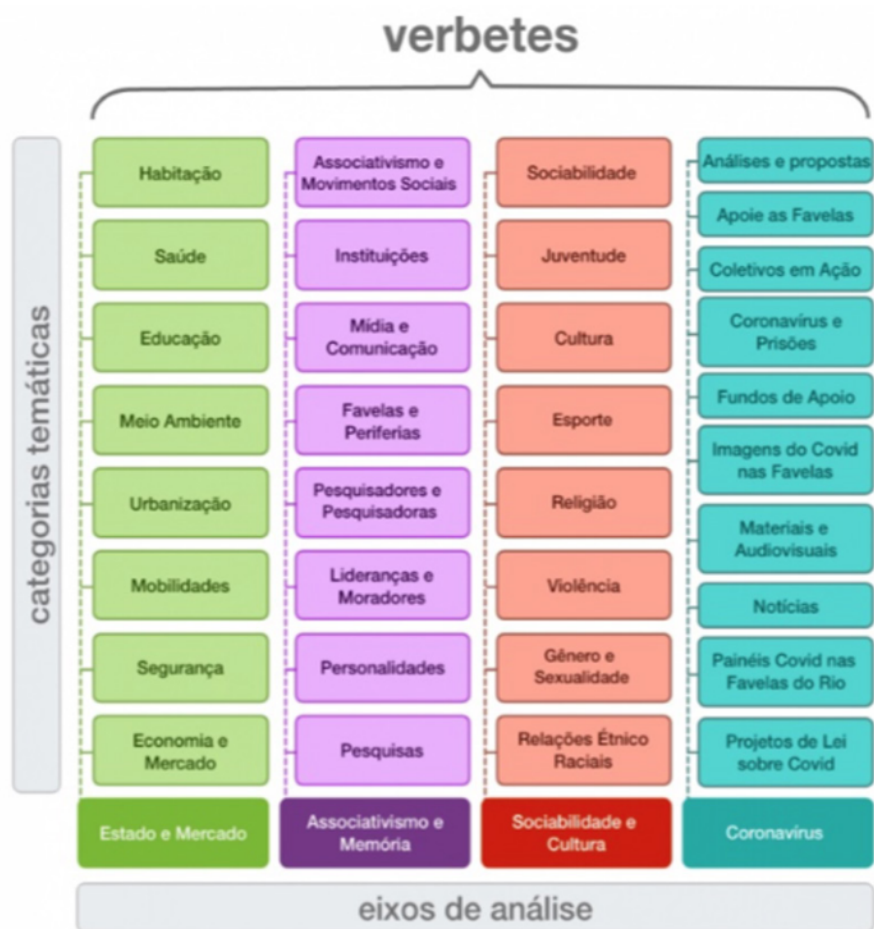 verbetes
categorias temáticas
Habitação
Saúde
Educação
Meio Ambiente
Urbanização
Mobilidades
Segurança
Economia e
Mercado
Estado e Mercado
Associativismo e
Movimentos Sociais
Instituições
Mídia e
Comunicação
Favelas e
Periferias
Pesquisadores e
Pesquisadoras
Lideranças e
Moradores
Personalidades
Pesquisas
Associativismo e
Memória
Sociabilidade
Juventude
Cultura
Esporte
Religião
Violência
Gênero e
Sexualidade
Relações Étnico
Raciais
Sociabilidade e
Cultura
Análises e propostas
Apoie as Favelas
Coletivos em Ação
Coronavírus e
Prisões
Fundos de Apoio
Imagens do Covid
nas Favelas
Materiais e
Audiovisuais
Notícias
Painéis Covid nas
Favelas do Rio
Projetos de Lei
sobre Covid
Coronavírus
eixos de análise